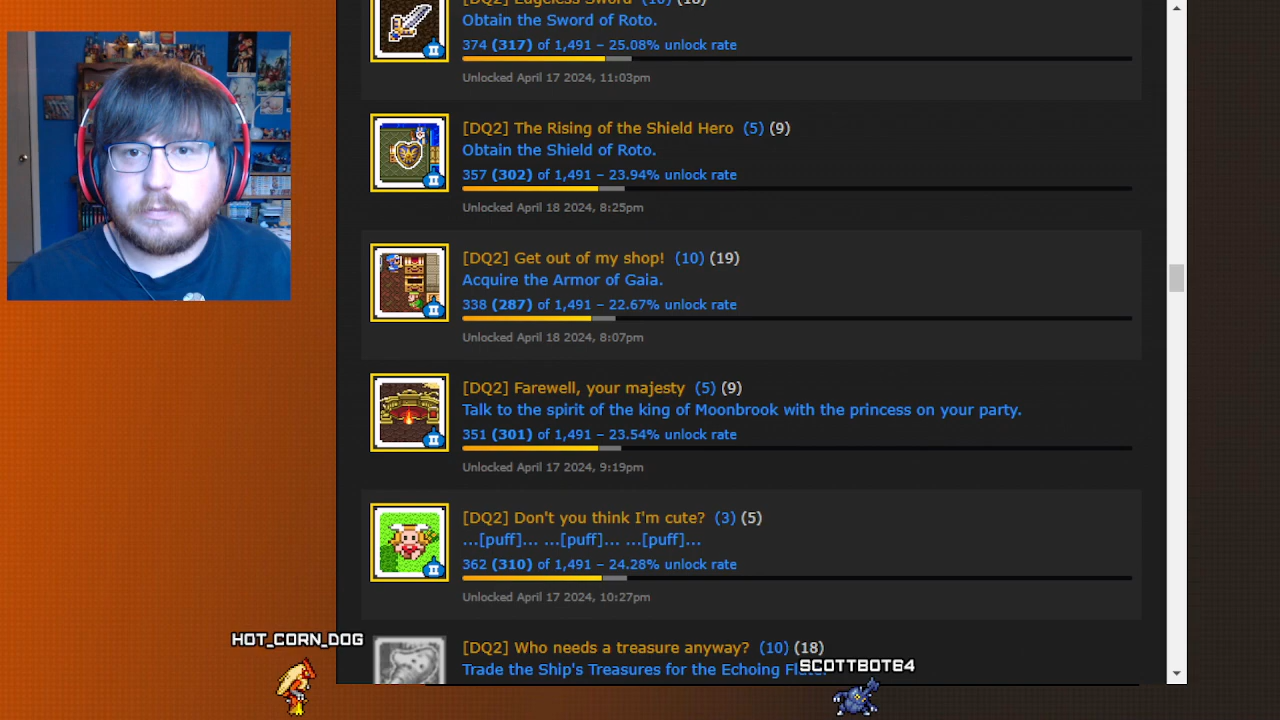 [DQ2] Edgeless Sword (10) (18)
Obtain the Sword of Roto.
374 (317) of 1,491 – 25.08% unlock rate
Unlocked April 17 2024, 11:03pm
[DQ2] The Rising of the Shield Hero (5) (9)
Obtain the Shield of Roto.
357 (302) of 1,491 – 23.94% unlock rate
Unlocked April 18 2024, 8:25pm
[DQ2] Get out of my shop! (10) (19)
Acquire the Armor of Gaia.
338 (287) of 1,491 – 22.67% unlock rate
Unlocked April 18 2024, 8:07pm
[DQ2] Farewell, your majesty (5) (9)
Talk to the spirit of the king of Moonbrook with the princess on your party.
351 (301) of 1,491 – 23.54% unlock rate
Unlocked April 17 2024, 9:19pm
[DQ2] Don't you think I'm cute? (3) (5)
...[puff]... ...[puff]... ...[puff]...
362 (310) of 1,491 – 24.28% unlock rate
Unlocked April 17 2024, 10:27pm
[DQ2] Who needs a treasure anyway? (10) (18)
Trade the Ship's Treasures for the Echoing
HOT_CORN_DOG
SCOTTBOT64